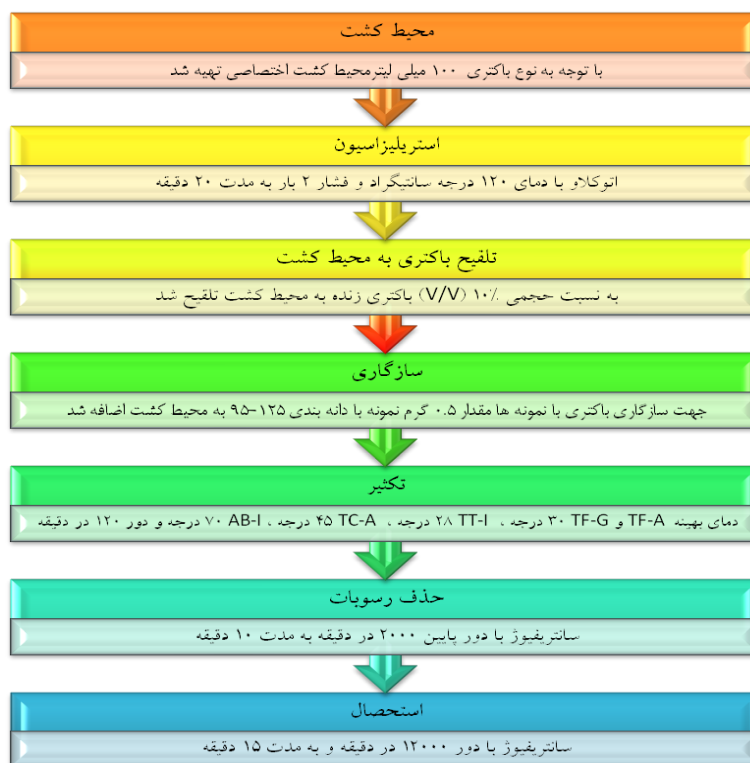 محیط کشت
با توجه به نوع باکتری ۱۰۰ میلی لیترمحیط کشت اختصاصی تهیه شد
استریلیزاسیون
اتوکلاو با دمای ۱۲۰ درجه سانتیگراد و فشار ۲ بار به مدت ۲۰ دقیقه
تلفیح باکتری به محیط کشت
به نسبت حجمی ۱۰٪ (V/V) باکتری زنده به محیط کشت تلقیح شد
سازگاری
جهت سازگاری باکتری با نمونه ها مقدار ۰.۵ گرم نمونه با دانه بندی ۱۲۵-۹۵ به محیط کشت اضافه شد
تکثیر
دمای بهینه TF-A و TF-G ۳۰ درجه ، TT-I ۲۸ درجه ، TC-A ۴۵ درجه ، AB-I ۷۰ درجه و دور ۱۲۰ در دقیقه
حذف رسوبات
سانتریفیوژ با دور پایین ۲۰۰۰ در دقیقه به مدت ۱۰ دقیقه
استحصال
سانتریفیوژ با دور ۱۲۰۰۰ در دقیقه و به مدت ۱۵ دقیقه